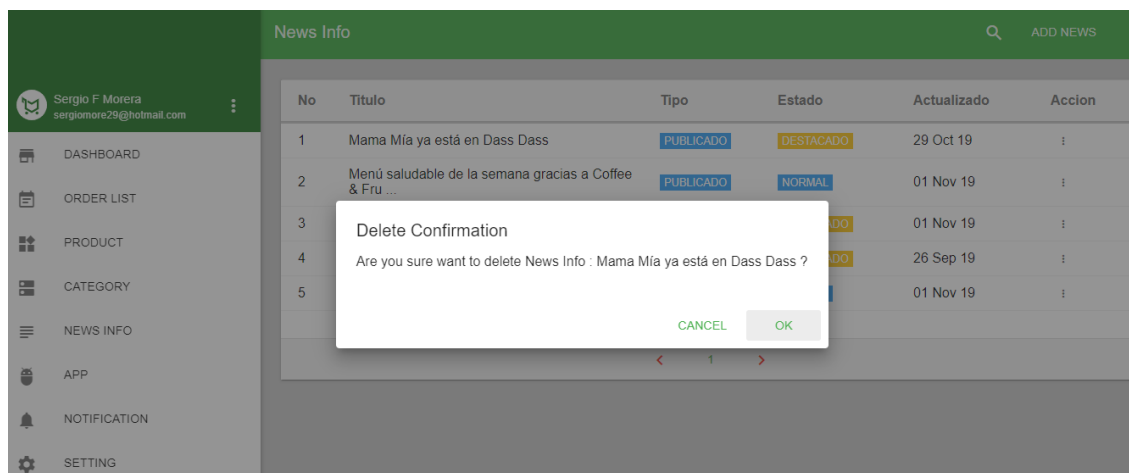 News Info
ADD NEWS
Sergio F Morera
sergiomore29@hotmail.com
DASHBOARD
ORDER LIST
PRODUCT
CATEGORY
NEWS INFO
APP
NOTIFICATION
SETTING
No Titulo Tipo Estado Actualizado Accion
1 Mama Mía ya está en Dass Dass PUBLICADO DESTACADO 29 Oct 19
2 Menú saludable de la semana gracias a Coffee
& Fru ... PUBLICADO NORMAL 01 Nov 19
3 01 Nov 19
4 26 Sep 19
5 01 Nov 19
Delete Confirmation
Are you sure want to delete News Info : Mama Mía ya está en Dass Dass ?
CANCEL OK
1